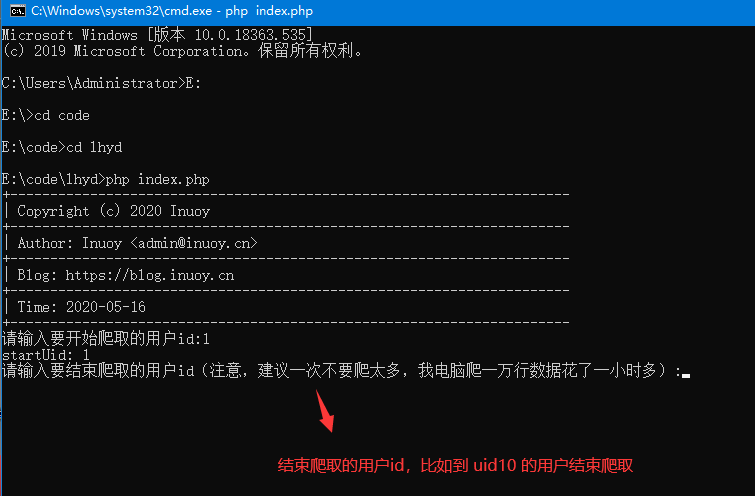 C:\Windows\system32\cmd.exe - php  index.php
Microsoft Windows [版本 10.0.18363.535]
(c) 2019 Microsoft Corporation。保留所有权利。
C:\Users\Administrator>E:
E:\>cd code
E:\code>cd lhyd
E:\code\lhyd>php index.php
+---------------------------------------------------------------------
| Copyright (c) 2020 Inuoy
+---------------------------------------------------------------------
| Author: Inuoy <admin@inuoy.cn>
+---------------------------------------------------------------------
| Blog: https://blog.inuoy.cn
+---------------------------------------------------------------------
| Time: 2020-05-16
+---------------------------------------------------------------------
请输入要开始爬取的用户id:1
startUid: 1
请输入要结束爬取的用户id（注意，建议一次不要爬太多，我电脑爬一万行数据花了一小时多）:
结束爬取的用户id，比如到 uid10 的用户结束爬取